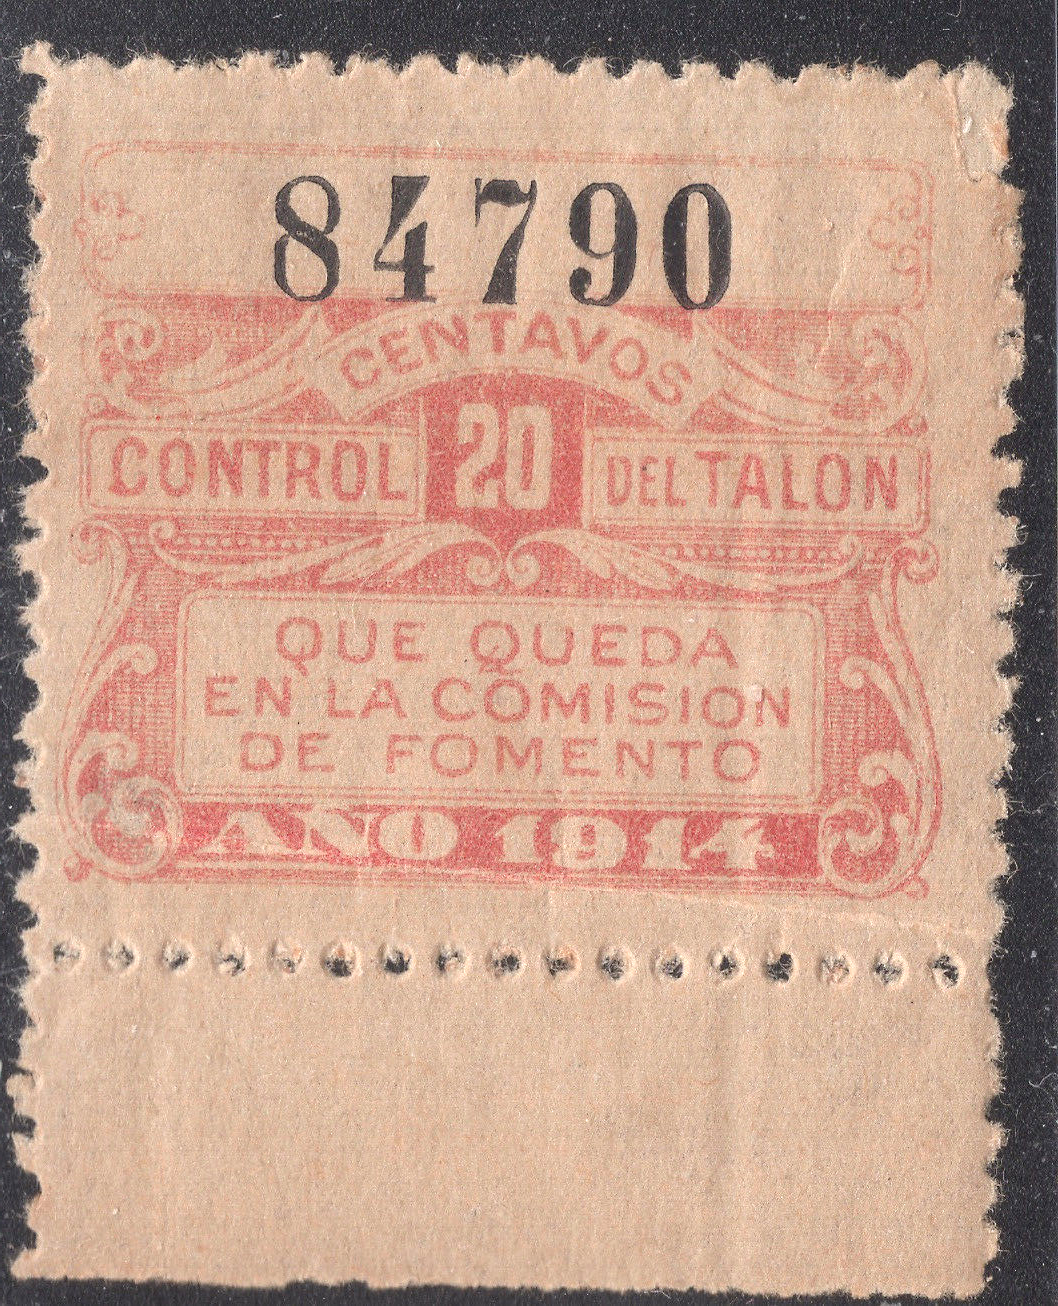 84790
CENTAVOS
CONTROL 20 DEL TALON
QUE QUEDA
EN LA COMISION
DE FOMENTO
AÑO 1914